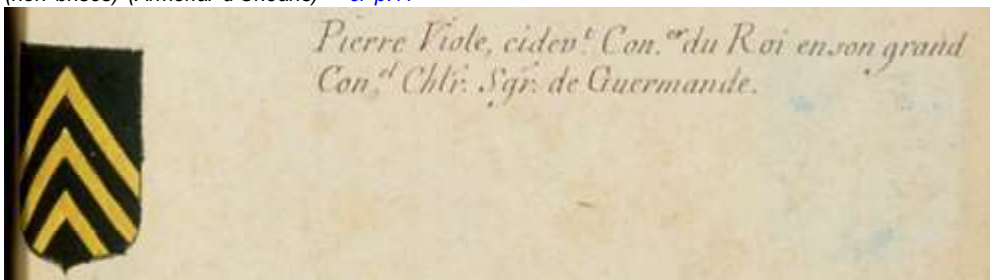 Pierre Viole, cidev.t Con.er du Roi en son grand
Con.el Chlr. Sgr. de Guermande.